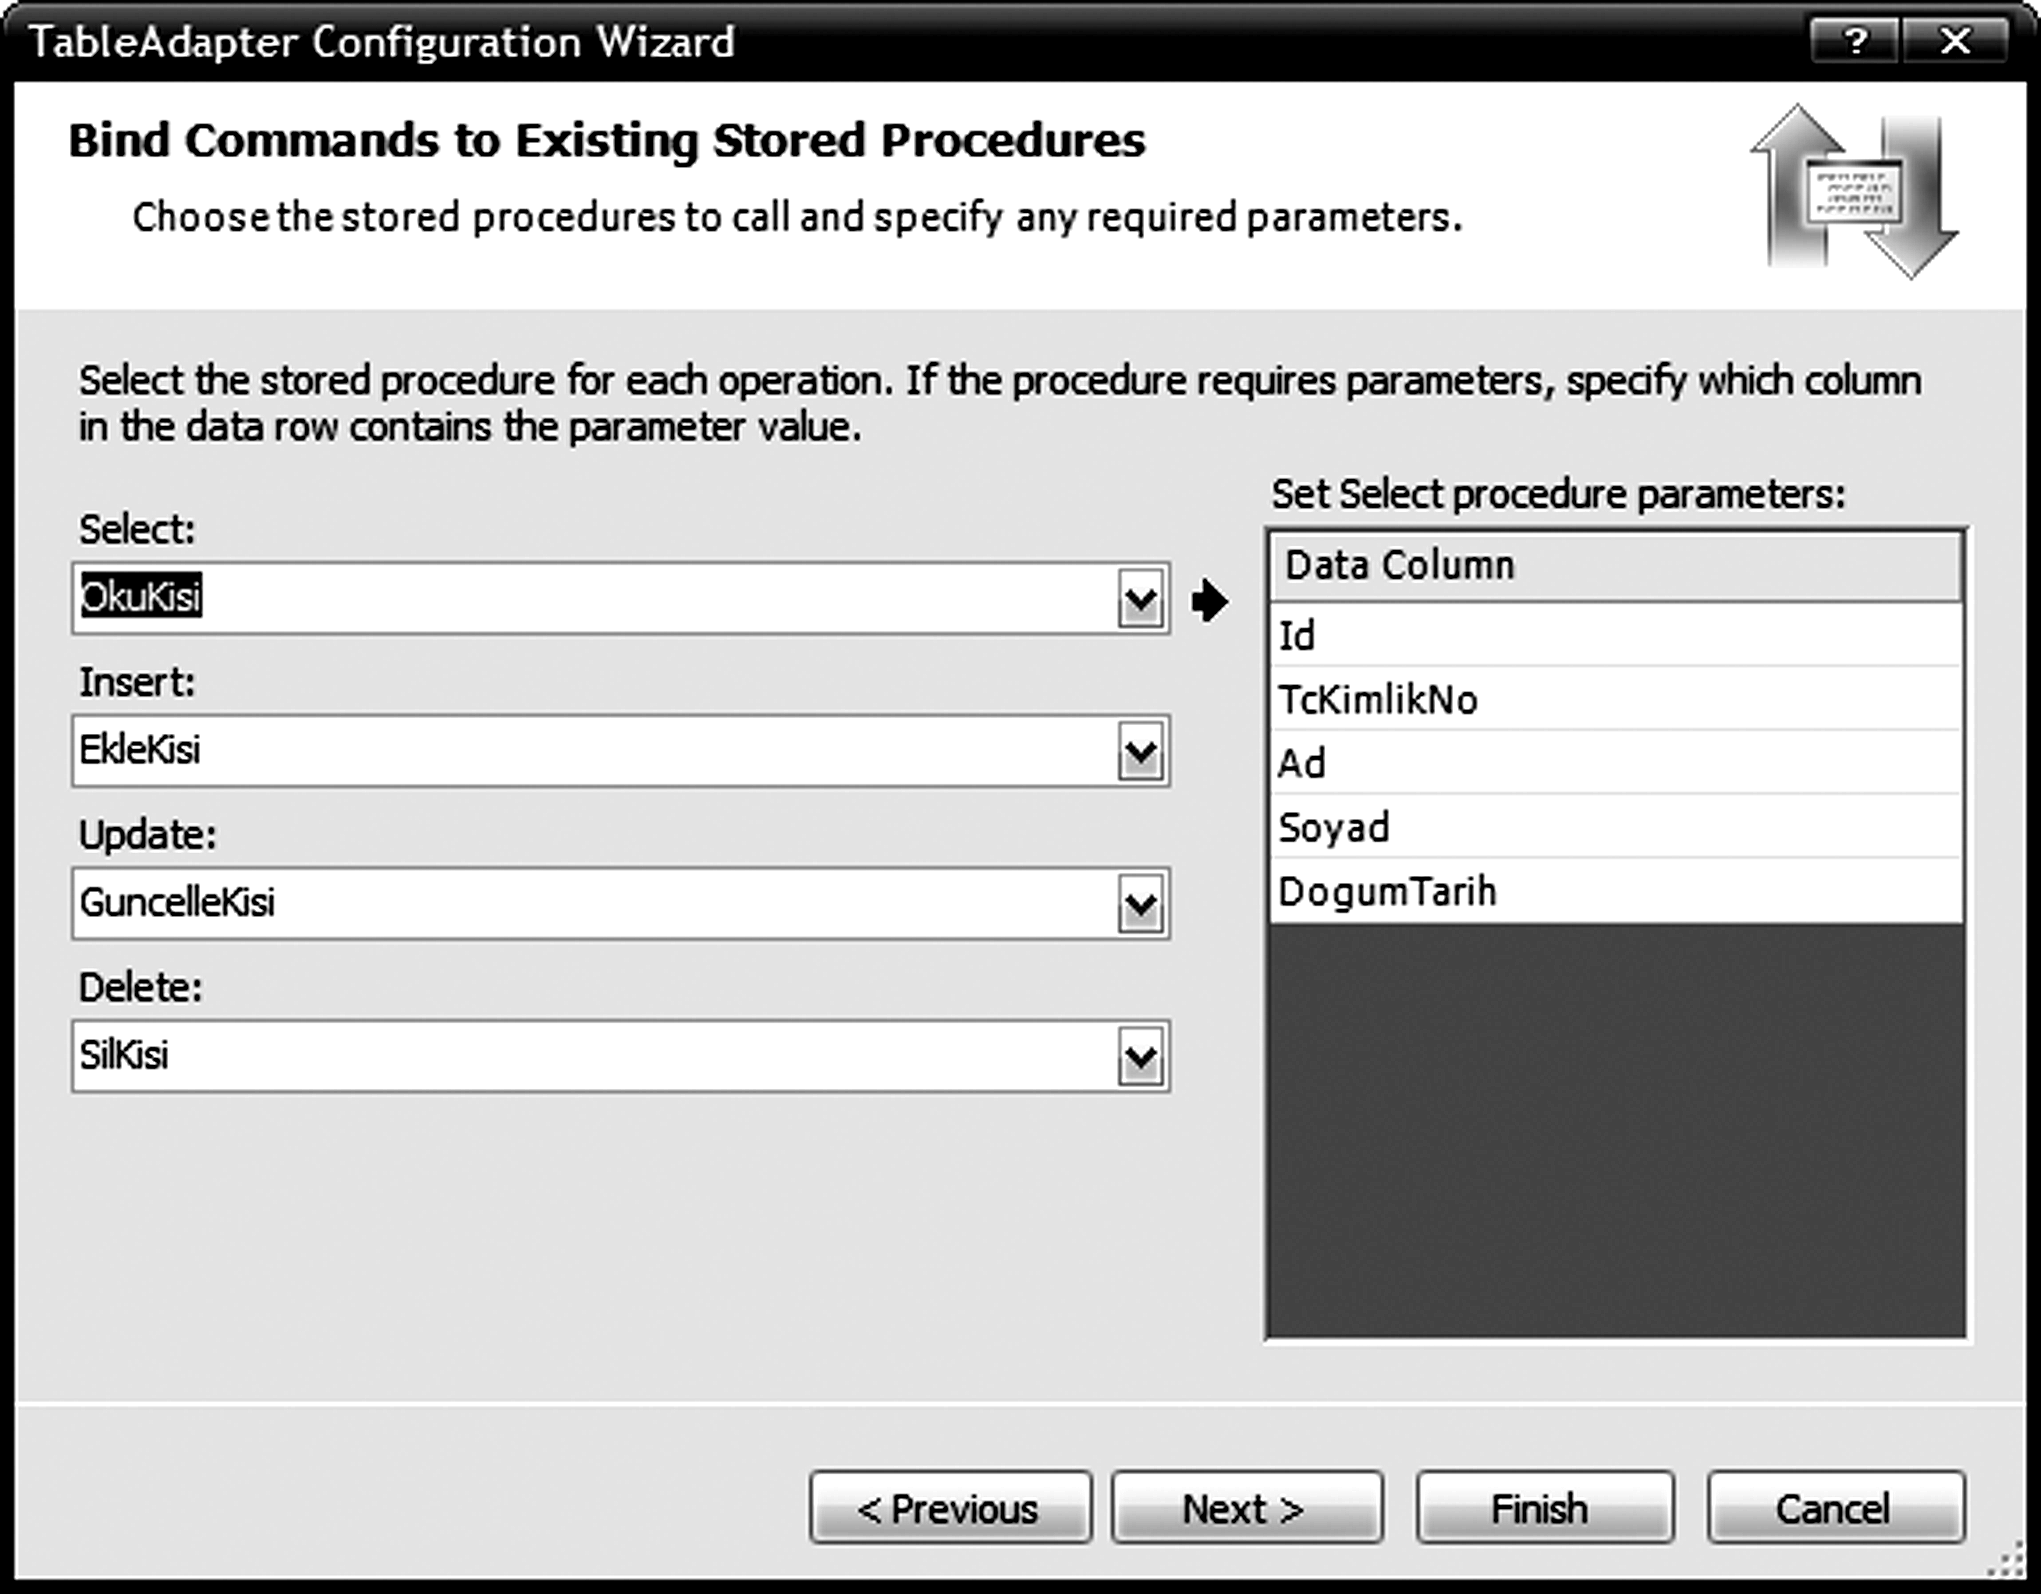 TableAdapter Configuration Wizard
?
X
Bind Commands to Existing Stored Procedures
Choose the stored procedures to call and specify any required parameters.
Select the stored procedure for each operation. If the procedure requires parameters, specify which column
in the data row contains the parameter value.
Select:
OkuKisi
Insert:
EkleKisi
Update:
GuncelleKisi
Delete:
SilKisi
Set Select procedure parameters:
Data Column
Id
TcKimlikNo
Ad
Soyad
DogumTarih
< Previous
Next >
Finish
Cancel